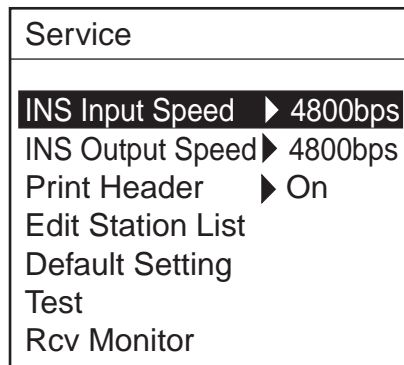 Service
INS Input Speed ▶ 4800bps
INS Output Speed ▶ 4800bps
Print Header ▶ On
Edit Station List
Default Setting
Test
Rcv Monitor